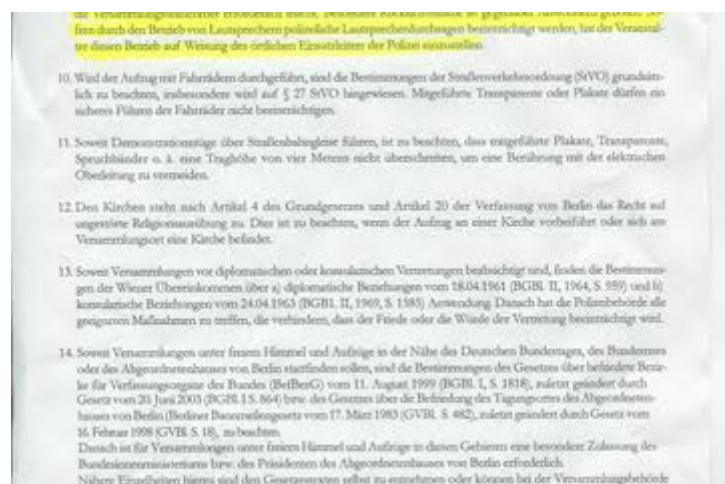 die Versammlungsteilnehmer erforderlich macht. Besondere Rücksichtnahme ist gegenüber Anwohnern geboten. So-
fern durch den Betrieb von Lautsprechern polizeiliche Lautsprecherdurchsagen beeinträchtigt werden, hat der Veranstal-
ter diesen Betrieb auf Weisung des örtlichen Einsatzleiters der Polizei einzustellen.
10. Wird der Aufzug mit Fahrrädern durchgeführt, sind die Bestimmungen der Straßenverkehrsordnung (StVO) grundsätz-
lich zu beachten, insbesondere wird auf § 27 StVO hingewiesen. Mitgeführte Transparente oder Plakate dürfen ein
sicheres Führen der Fahrräder nicht beeinträchtigen.
11. Soweit Demonstrationszüge über Straßenbahngleise führen, ist zu beachten, dass mitgeführte Plakate, Transparente,
Spruchbänder o. ä. eine Traghöhe von vier Metern nicht überschreiten, um eine Berührung mit der elektrischen
Oberleitung zu vermeiden.
12. Den Kirchen steht nach Artikel 4 des Grundgesetzes und Artikel 20 der Verfassung von Berlin das Recht auf
ungestörte Religionsausübung zu. Dies ist zu beachten, wenn der Aufzug an einer Kirche vorbeiführt oder sich am
Versammlungsort eine Kirche befindet.
13. Soweit Versammlungen vor diplomatischen oder konsularischen Vertretungen beabsichtigt sind, finden die Bestimmun-
gen der Wiener Übereinkommen über a) diplomatische Beziehungen vom 18.04.1961 (BGBl. II, 1964, S. 959) und b)
konsularische Beziehungen vom 24.04.1963 (BGBl. II, 1969, S. 1585) Anwendung. Danach hat die Polizeibehörde alle
geeigneten Maßnahmen zu treffen, die verhindern, dass der Friede oder die Würde der Vertretung beeinträchtigt wird.
14. Soweit Versammlungen unter freiem Himmel und Aufzüge in der Nähe des Deutschen Bundestages, des Bundesrates
oder des Abgeordnetenhauses von Berlin stattfinden sollen, sind die Bestimmungen des Gesetzes über befriedete Bezir-
ke für Verfassungsorgane des Bundes (BefBezG) vom 11. August 1999 (BGBl. I, S. 1818), zuletzt geändert durch
Gesetz vom 20. Juni 2003 (BGBl. I S. 864) bzw. des Gesetzes über die Befriedung des Tagungsortes des Abgeordneten-
hauses von Berlin (Berliner Bannmeilengesetz vom 17. März 1983 (GVBl. S. 482), zuletzt geändert durch Gesetz vom
16. Februar 1998 (GVBl. S. 18), zu beachten.
Danach ist für Versammlungen unter freiem Himmel und Aufzüge in diesen Gebieten eine besondere Zulassung des
Bundesinnenministeriums bzw. des Präsidenten des Abgeordnetenhauses von Berlin erforderlich.
Nähere Einzelheiten hierzu sind den Gesetzestexten selbst zu entnehmen oder können bei der Versammlungsbehörde